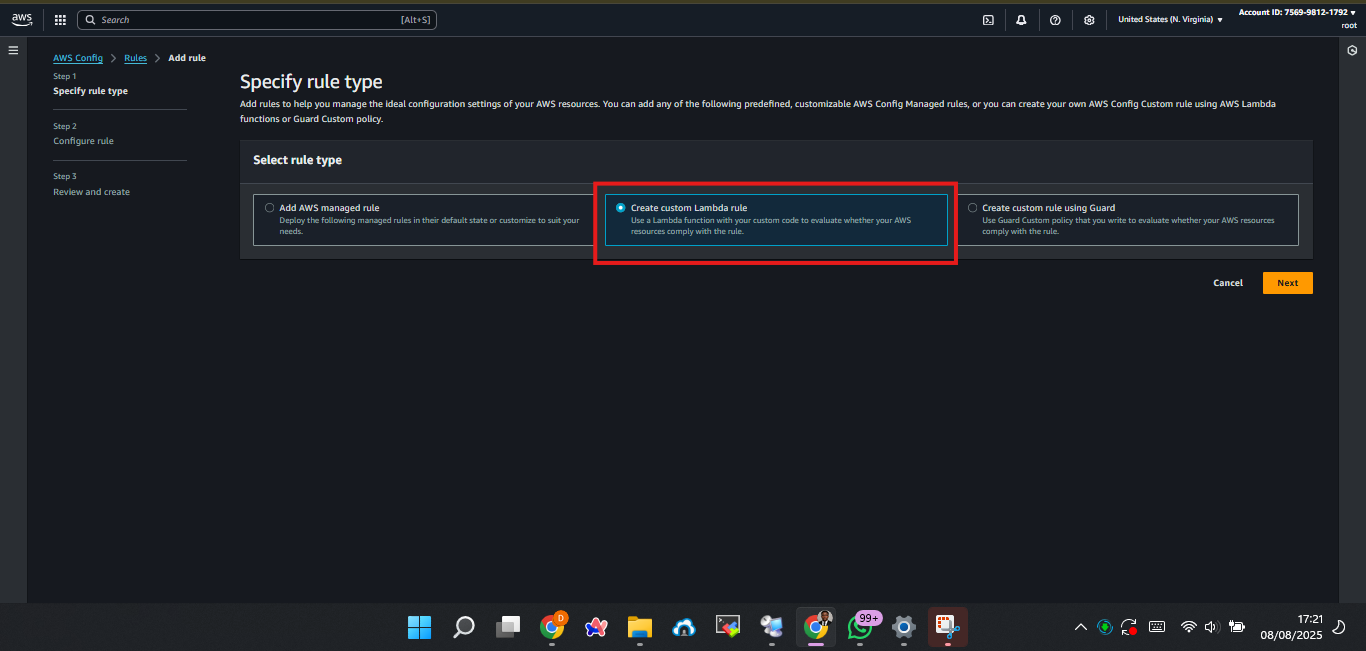 aws
Search
[Alt+S]
United States (N. Virginia)
Account ID: 7569-9812-1792
root
AWS Config
Rules
Add rule
Step 1
Specify rule type
Step 2
Configure rule
Step 3
Review and create
Specify rule type
Add rules to help you manage the ideal configuration settings of your AWS resources. You can add any of the following predefined, customizable AWS Config Managed rules, or you can create your own AWS Config Custom rule using AWS Lambda
functions or Guard Custom policy.
Select rule type
Add AWS managed rule
Deploy the following managed rules in their default state or customize to suit your
needs.
Create custom Lambda rule
Use a Lambda function with your custom code to evaluate whether your AWS
resources comply with the rule.
Create custom rule using Guard
Use Guard Custom policy that you write to evaluate whether your AWS resources
comply with the rule.
Cancel
Next
D
99+
17:21
08/08/2025